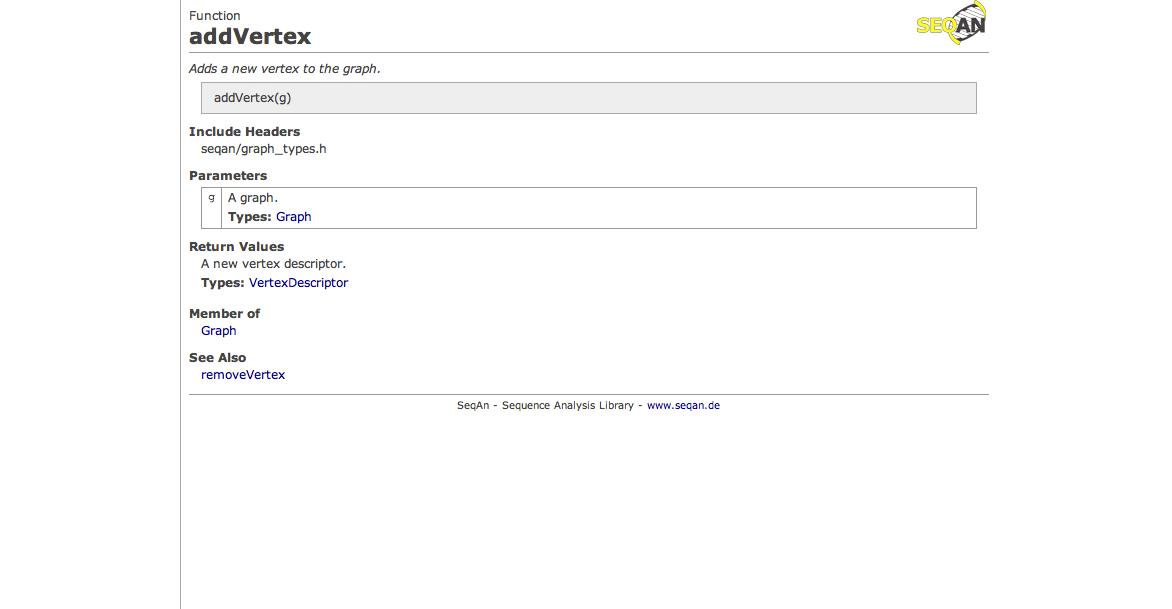 Function
addVertex
SEQAN
Adds a new vertex to the graph.
addVertex(g)
Include Headers
seqan/graph_types.h
Parameters
g A graph.
Types: Graph
Return Values
A new vertex descriptor.
Types: VertexDescriptor
Member of
Graph
See Also
removeVertex
SeqAn - Sequence Analysis Library - www.seqan.de